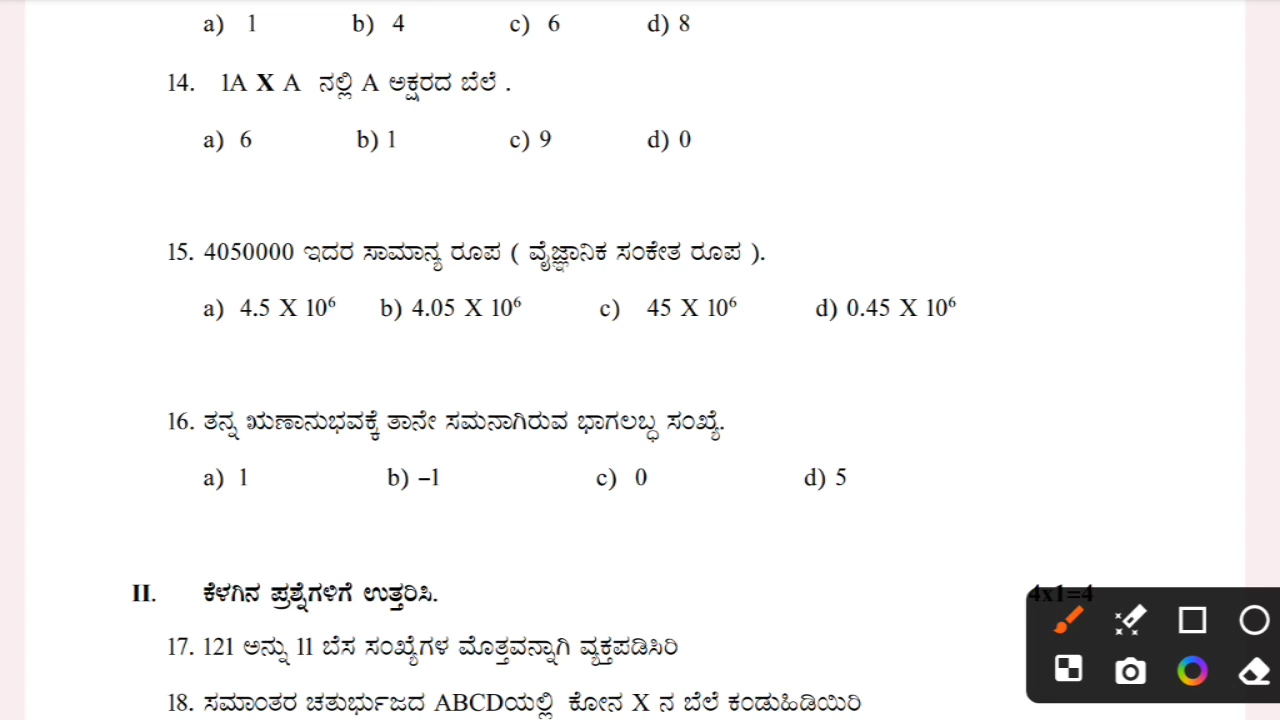 a) 1 b) 4 c) 6 d) 8
14. 1A X A ನಲ್ಲಿ A ಅಕ್ಷರದ ಬೆಲೆ .
a) 6 b) 1 c) 9 d) 0
15. 4050000 ಇದರ ಸಾಮಾನ್ಯ ರೂಪ ( ವೈಜ್ಞಾನಿಕ ಸಂಕೇತ ರೂಪ ).
a) 4.5 X 10⁶ b) 4.05 X 10⁶ c) 45 X 10⁶ d) 0.45 X 10⁶
16. ತನ್ನ ಋಣಾನುಭವಕ್ಕೆ ತಾನೇ ಸಮನಾಗಿರುವ ಭಾಗಲಬ್ಧ ಸಂಖ್ಯೆ.
a) 1 b) –1 c) 0 d) 5
II. ಕೆಳಗಿನ ಪ್ರಶ್ನೆಗಳಿಗೆ ಉತ್ತರಿಸಿ. 4x1=4
17. 121 ಅನ್ನು 11 ಬೆಸ ಸಂಖ್ಯೆಗಳ ಮೊತ್ತವನ್ನಾಗಿ ವ್ಯಕ್ತಪಡಿಸಿರಿ
18. ಸಮಾಂತರ ಚತುರ್ಭುಜದ ABCDಯಲ್ಲಿ ಕೋನ X ನ ಬೆಲೆ ಕಂಡುಹಿಡಿಯಿರಿ